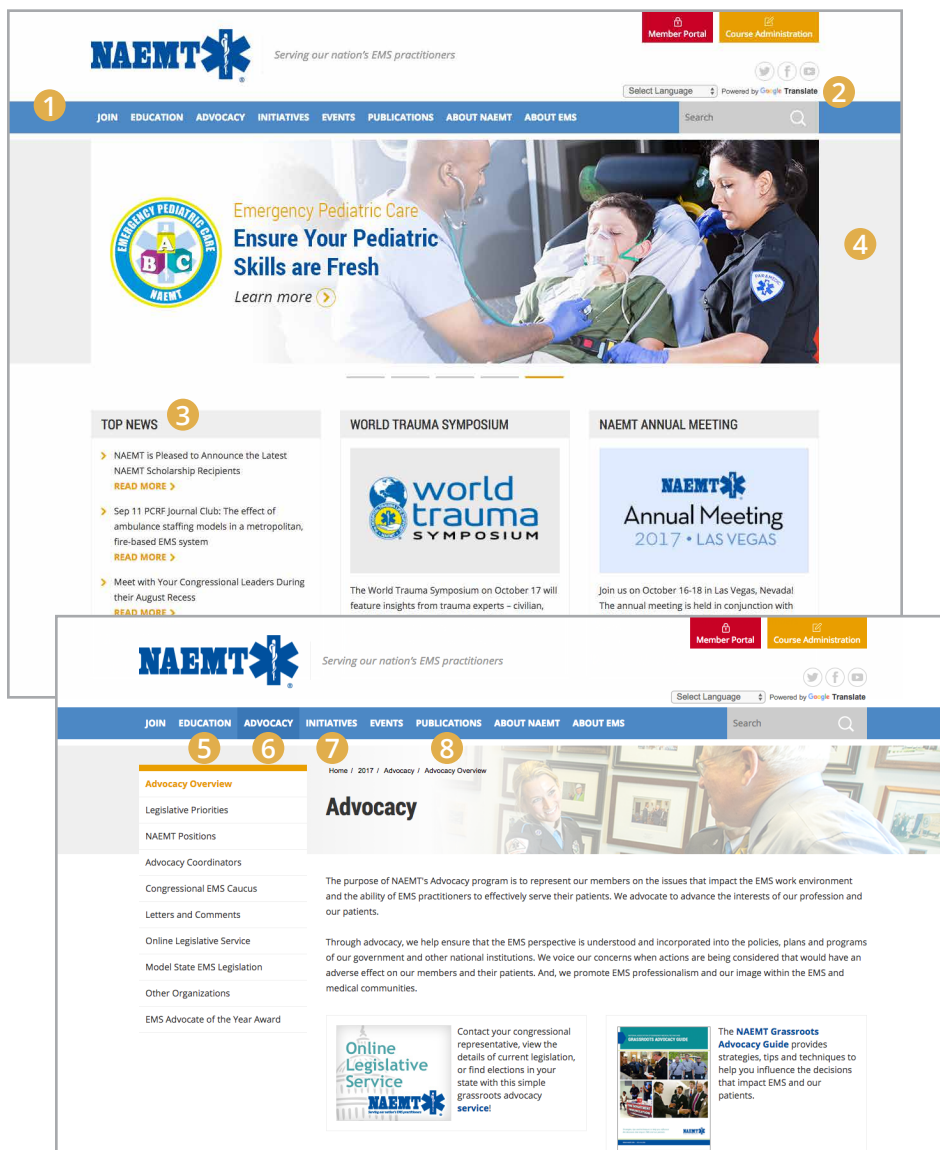 Member Portal
Course Administration
NAEMT
®
Serving our nation's EMS practitioners
Select Language
Powered by Google Translate
1
2
JOIN EDUCATION ADVOCACY INITIATIVES EVENTS PUBLICATIONS ABOUT NAEMT ABOUT EMS
Search
EMERGENCY PEDIATRIC CARE
A
B C
NAEMT
Emergency Pediatric Care
Ensure Your Pediatric
Skills are Fresh
Learn more
PARAMEDIC
4
3
TOP NEWS
NAEMT is Pleased to Announce the Latest
NAEMT Scholarship Recipients
READ MORE
Sep 11 PCRF Journal Club: The effect of
ambulance staffing models in a metropolitan,
fire-based EMS system
READ MORE
Meet with Your Congressional Leaders During
their August Recess
READ MORE
WORLD TRAUMA SYMPOSIUM
world
trauma
SYMPOSIUM
The World Trauma Symposium on October 17 will
feature insights from trauma experts – civilian,
NAEMT ANNUAL MEETING
NAEMT
Annual Meeting
2017 • LAS VEGAS
Join us on October 16-18 in Las Vegas, Nevada!
The annual meeting is held in conjunction with
Member Portal
Course Administration
NAEMT
®
Serving our nation's EMS practitioners
Select Language
Powered by Google Translate
JOIN EDUCATION ADVOCACY INITIATIVES EVENTS PUBLICATIONS ABOUT NAEMT ABOUT EMS
Search
5
6
7
8
Advocacy Overview
Legislative Priorities
NAEMT Positions
Advocacy Coordinators
Congressional EMS Caucus
Letters and Comments
Online Legislative Service
Model State EMS Legislation
Other Organizations
EMS Advocate of the Year Award
Home / 2017 / Advocacy / Advocacy Overview
Advocacy
The purpose of NAEMT's Advocacy program is to represent our members on the issues that impact the EMS work environment
and the ability of EMS practitioners to effectively serve their patients. We advocate to advance the interests of our profession and
our patients.
Through advocacy, we help ensure that the EMS perspective is understood and incorporated into the policies, plans and programs
of our government and other national institutions. We voice our concerns when actions are being considered that would have an
adverse effect on our members and their patients. And, we promote EMS professionalism and our image within the EMS and
medical communities.
Online
Legislative
Service
NAEMT
Serving our nation's EMS practitioners
Contact your congressional
representative, view the
details of current legislation,
or find elections in your
state with this simple
grassroots advocacy
service!
GRASSROOTS ADVOCACY GUIDE
NAEMT
The NAEMT Grassroots
Advocacy Guide provides
strategies, tips and techniques to
help you influence the decisions
that impact EMS and our
patients.